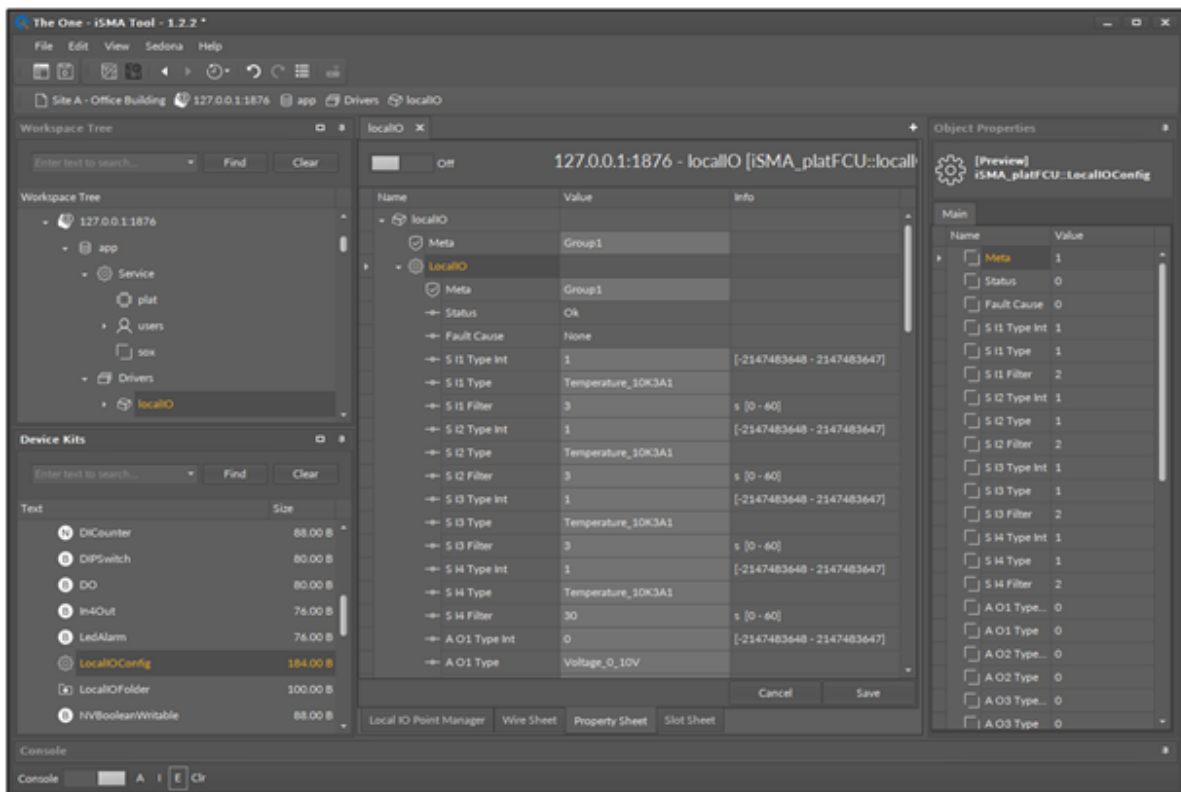 The One - iSMA Tool - 1.2.2 *
File Edit View Sedona Help
Site A - Office Building 127.0.0.1:1876 app Drivers localIO
Workspace Tree
Enter text to search... Find Clear
Workspace Tree
127.0.0.1:1876
app
Service
plat
users
sox
Drivers
localIO
Device Kits
Enter text to search... Find Clear
Text Size
N DICounter 88.00 B
B DIPSwitch 80.00 B
B DO 80.00 B
B In4Out 76.00 B
B LedAlarm 76.00 B
LocalIOConfig 184.00 B
LocalIOFolder 100.00 B
B NVBooleanWritable 88.00 B
localIO
Off 127.0.0.1:1876 - localIO [iSMA_platFCU::localI
Name Value Info
localIO
Meta Group1
LocalIO
Meta Group1
Status Ok
Fault Cause None
S I1 Type Int 1 [-2147483648 - 2147483647]
S I1 Type Temperature_10K3A1
S I1 Filter 3 s [0 - 60]
S I2 Type Int 1 [-2147483648 - 2147483647]
S I2 Type Temperature_10K3A1
S I2 Filter 3 s [0 - 60]
S I3 Type Int 1 [-2147483648 - 2147483647]
S I3 Type Temperature_10K3A1
S I3 Filter 3 s [0 - 60]
S I4 Type Int 1 [-2147483648 - 2147483647]
S I4 Type Temperature_10K3A1
S I4 Filter 30 s [0 - 60]
A O1 Type Int 0 [-2147483648 - 2147483647]
A O1 Type Voltage_0_10V
Cancel Save
Local IO Point Manager Wire Sheet Property Sheet Slot Sheet
Object Properties
[Preview]
iSMA_platFCU::LocalIOConfig
Main
Name Value
Meta 1
Status 0
Fault Cause 0
S I1 Type Int 1
S I1 Type 1
S I1 Filter 2
S I2 Type Int 1
S I2 Type 1
S I2 Filter 2
S I3 Type Int 1
S I3 Type 1
S I3 Filter 2
S I4 Type Int 1
S I4 Type 1
S I4 Filter 2
A O1 Type... 0
A O1 Type 0
A O2 Type... 0
A O2 Type 0
A O3 Type... 0
A O3 Type 0
Console
Console A I E Clr